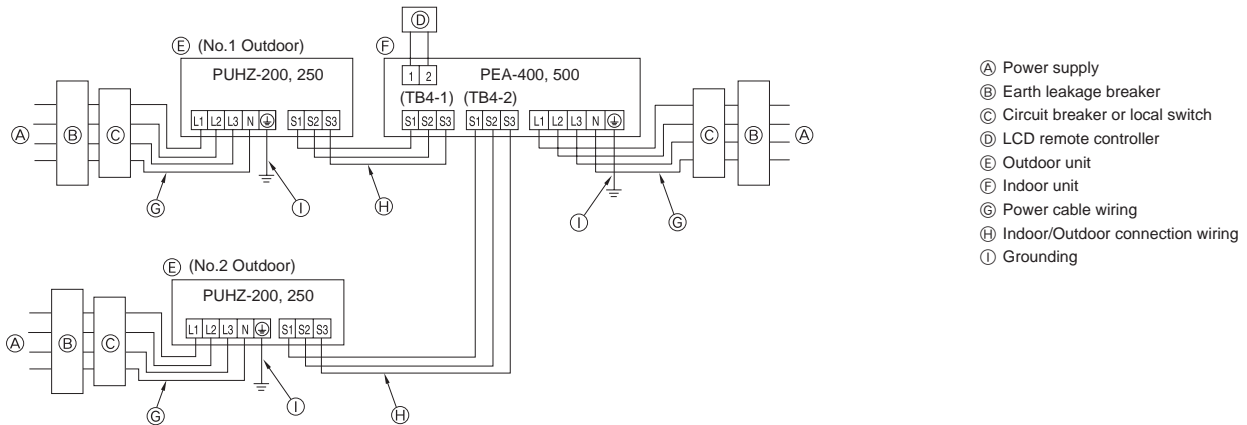 Ⓓ
Ⓔ (No.1 Outdoor)
Ⓕ
PUHZ-200, 250
1 2
PEA-400, 500
(TB4-1) (TB4-2)
L1 L2 L3 N ⏚ S1 S2 S3
S1 S2 S3 S1 S2 S3 L1 L2 L3 N ⏚
Ⓐ Ⓑ Ⓒ
Ⓒ Ⓑ Ⓐ
Ⓖ Ⓘ Ⓗ Ⓘ Ⓖ
Ⓔ (No.2 Outdoor)
PUHZ-200, 250
L1 L2 L3 N ⏚ S1 S2 S3
Ⓐ Ⓑ Ⓒ
Ⓖ Ⓘ Ⓗ
Ⓐ Power supply
Ⓑ Earth leakage breaker
Ⓒ Circuit breaker or local switch
Ⓓ LCD remote controller
Ⓔ Outdoor unit
Ⓕ Indoor unit
Ⓖ Power cable wiring
Ⓗ Indoor/Outdoor connection wiring
Ⓘ Grounding